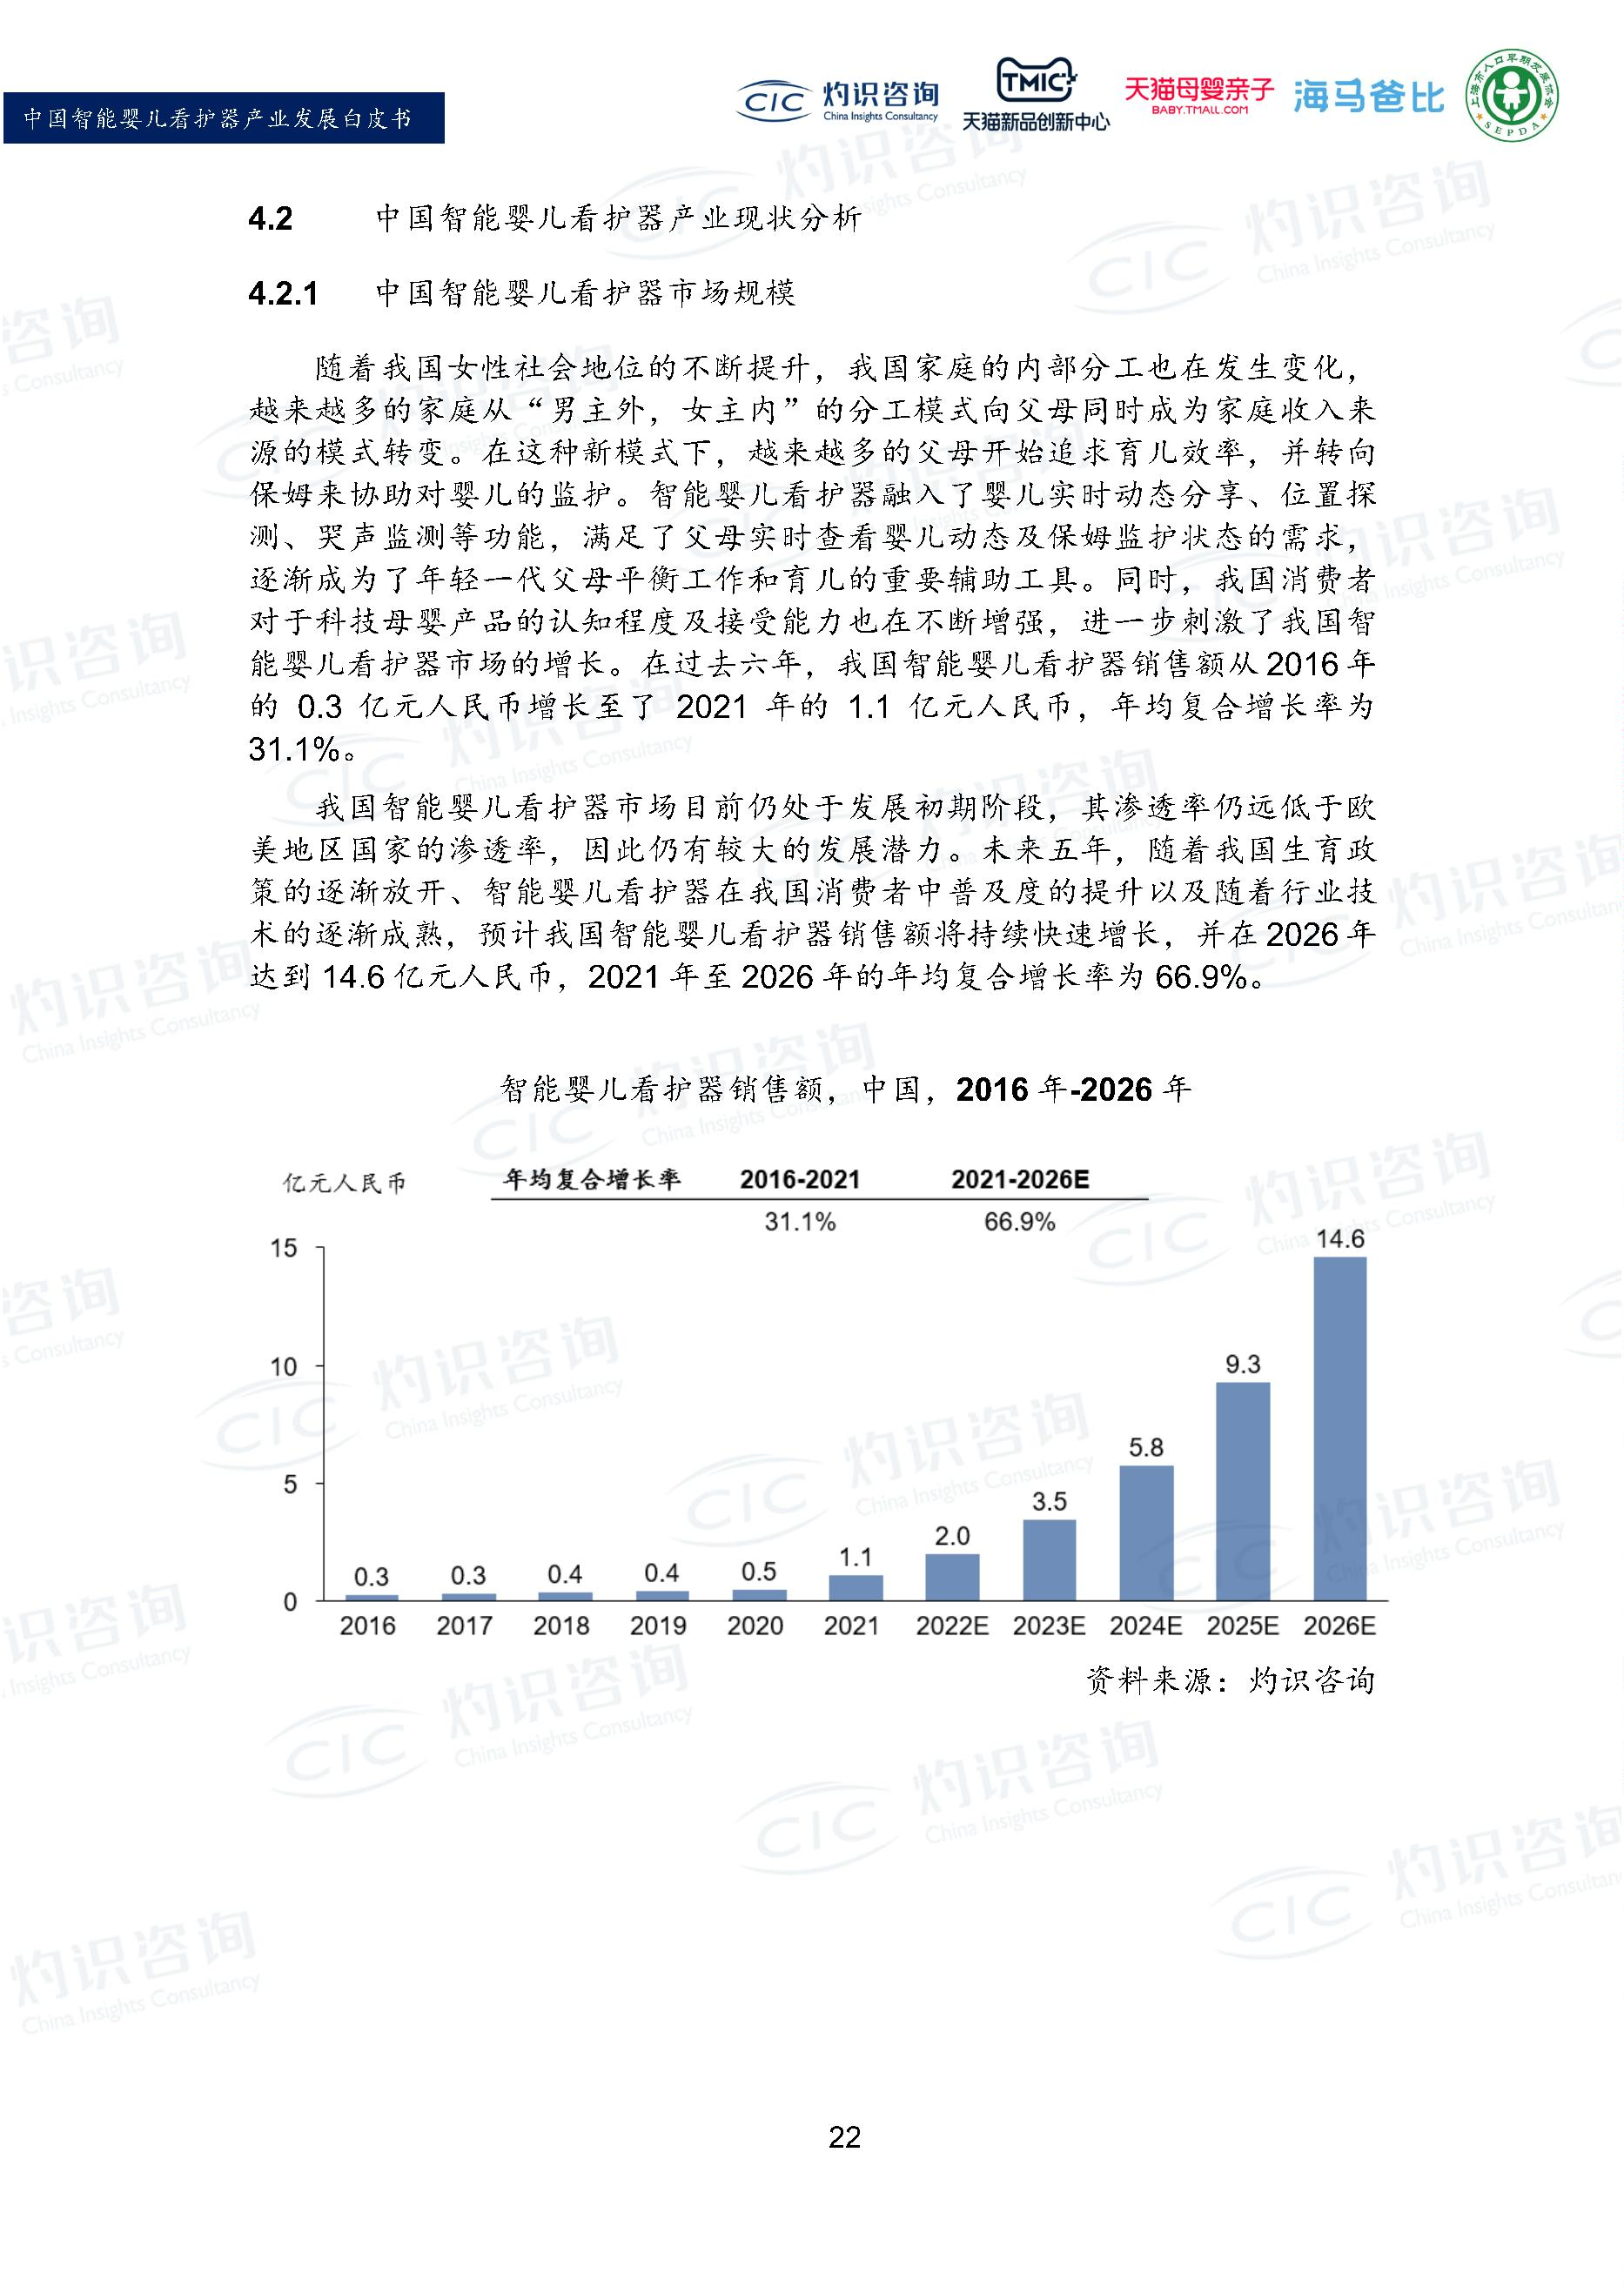 中国智能婴儿看护器产业发展白皮书
CIC 灼识咨询
China Insights Consultancy
TMIC
天猫新品创新中心
天猫母婴亲子
BABY.TMALL.COM
海马爸比
上海市人口早期发展协会
SEPDA
4.2 中国智能婴儿看护器产业现状分析
4.2.1 中国智能婴儿看护器市场规模
随着我国女性社会地位的不断提升，我国家庭的内部分工也在发生变化，
越来越多的家庭从“男主外，女主内”的分工模式向父母同时成为家庭收入来
源的模式转变。在这种新模式下，越来越多的父母开始追求育儿效率，并转向
保姆来协助对婴儿的监护。智能婴儿看护器融入了婴儿实时动态分享、位置探
测、哭声监测等功能，满足了父母实时查看婴儿动态及保姆监护状态的需求，
逐渐成为了年轻一代父母平衡工作和育儿的重要辅助工具。同时，我国消费者
对于科技母婴产品的认知程度及接受能力也在不断增强，进一步刺激了我国智
能婴儿看护器市场的增长。在过去六年，我国智能婴儿看护器销售额从 2016 年
的 0.3 亿元人民币增长至了 2021 年的 1.1 亿元人民币，年均复合增长率为
31.1%。
我国智能婴儿看护器市场目前仍处于发展初期阶段，其渗透率仍远低于欧
美地区国家的渗透率，因此仍有较大的发展潜力。未来五年，随着我国生育政
策的逐渐放开、智能婴儿看护器在我国消费者中普及度的提升以及随着行业技
术的逐渐成熟，预计我国智能婴儿看护器销售额将持续快速增长，并在 2026 年
达到 14.6 亿元人民币，2021 年至 2026 年的年均复合增长率为 66.9%。
智能婴儿看护器销售额，中国，2016 年-2026 年
亿元人民币
年均复合增长率 2016-2021 2021-2026E
31.1% 66.9%
15
10
5
0
0.3 0.3 0.4 0.4 0.5 1.1 2.0 3.5 5.8 9.3 14.6
2016 2017 2018 2019 2020 2021 2022E 2023E 2024E 2025E 2026E
资料来源：灼识咨询
22